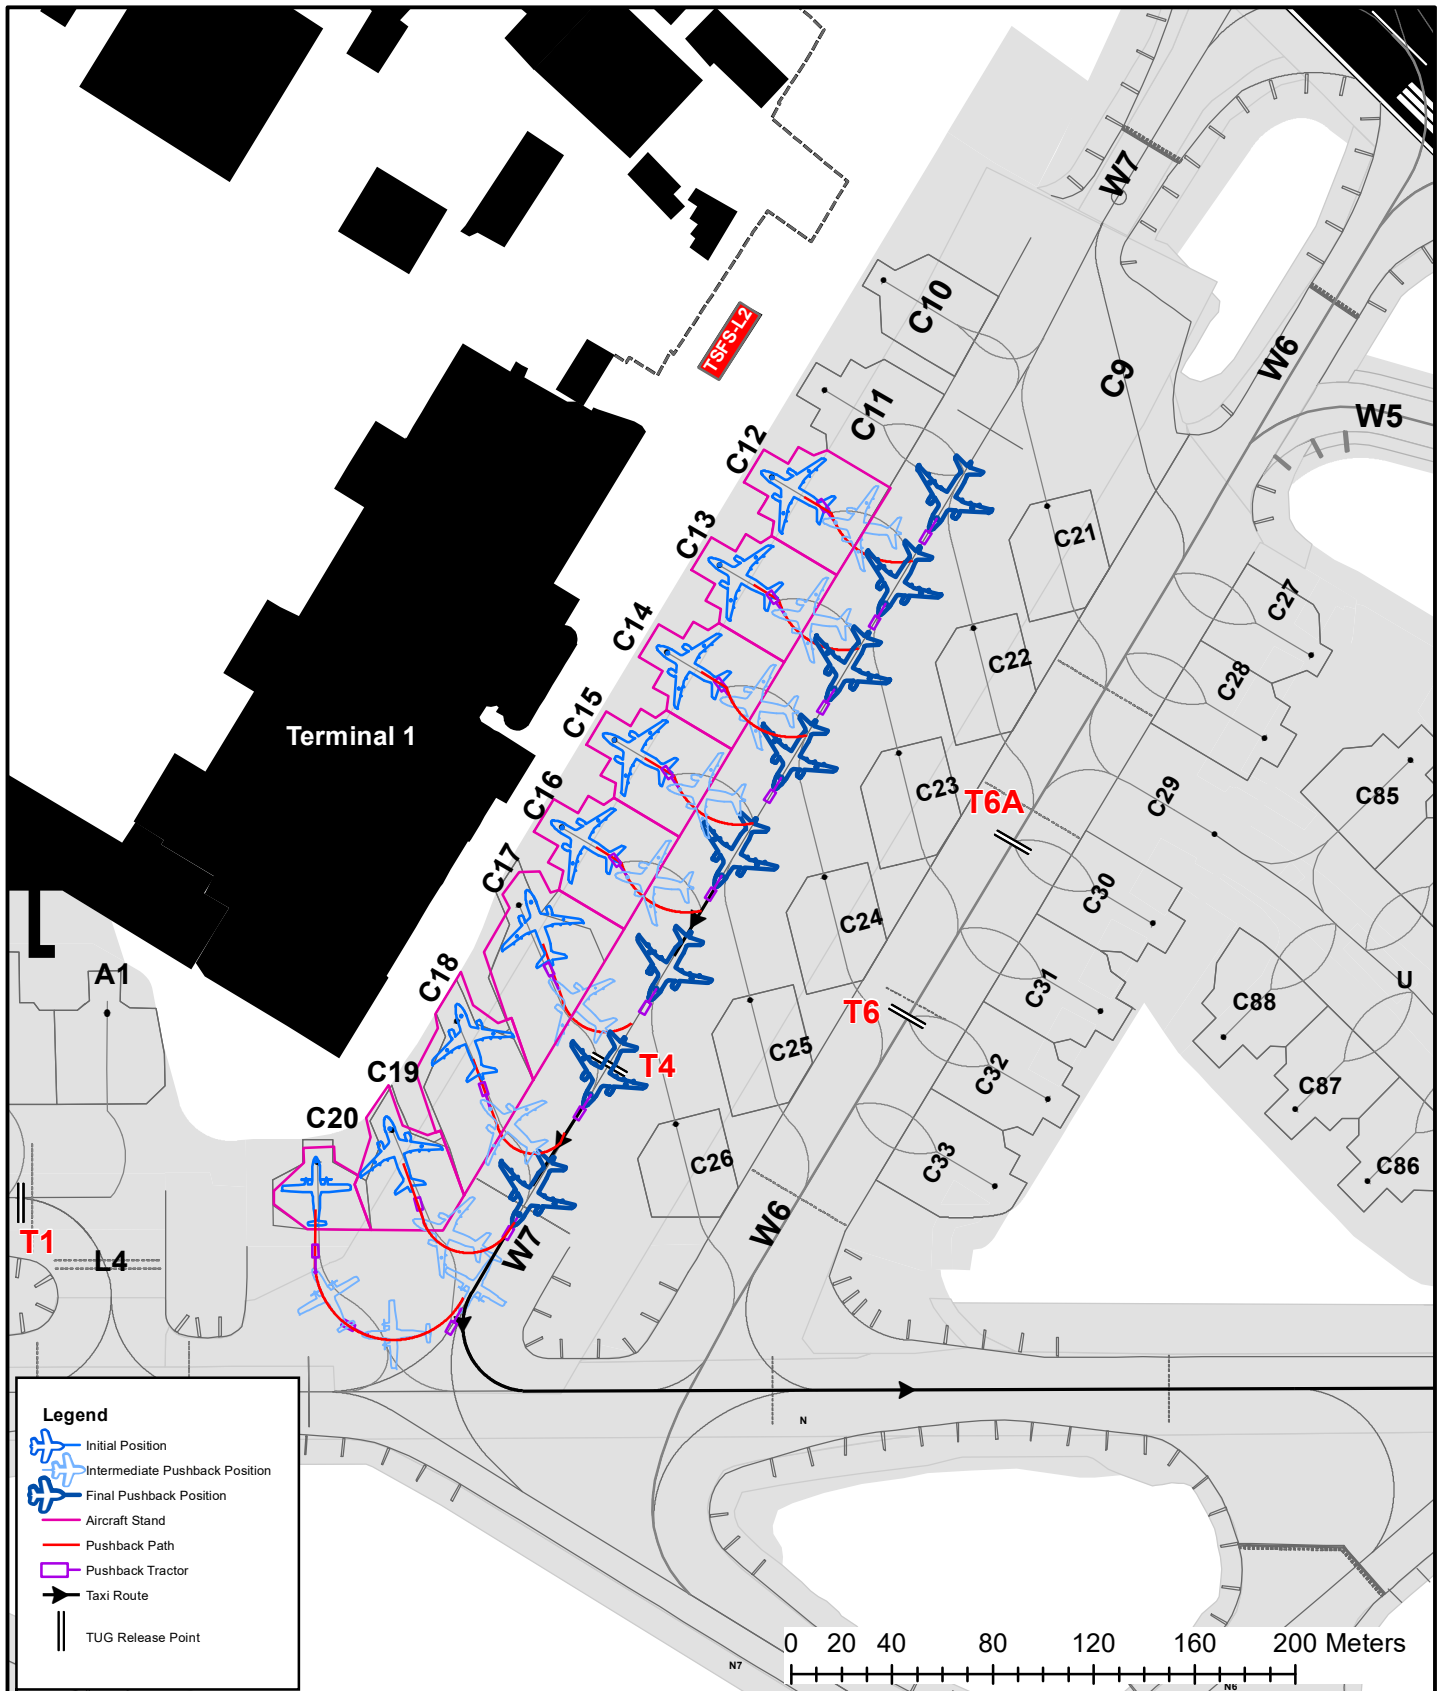 W7
C10
TSFS-L2
W6
C9
C11
W5
C12
C21
C13
C27
C14
C22
C28
C15
Terminal 1
C23
T6A
C29
C85
C16
C17
C30
C24
A1
C18
C31
U
C88
T6
C25
T4
C19
C32
C87
C20
C26
C33
C86
W6
T1
L4
W7
N
Legend
Initial Position
Intermediate Pushback Position
Final Pushback Position
Aircraft Stand
Pushback Path
Pushback Tractor
Taxi Route
TUG Release Point
0 20 40 80 120 160 200 Meters
N7
N6